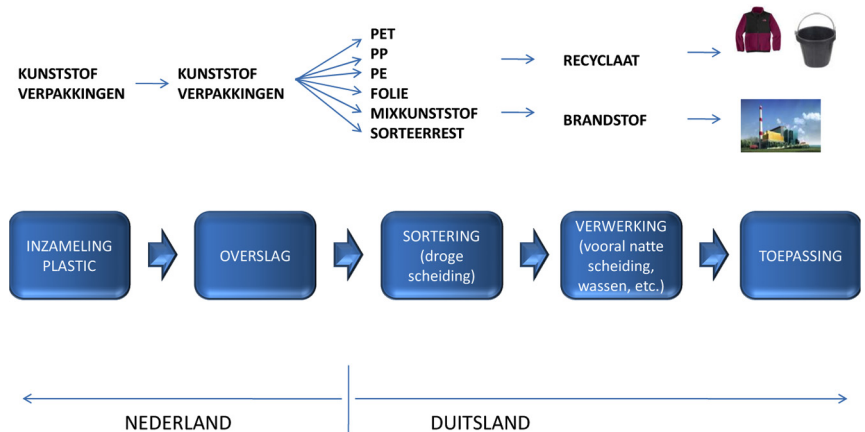 KUNSTSTOF
VERPAKKINGEN
KUNSTSTOF
VERPAKKINGEN
PET
PP
PE
FOLIE
MIXKUNSTSTOF
SORTEERREST
RECYCLAAT
BRANDSTOF
INZAMELING
PLASTIC
OVERSLAG
SORTERING
(droge
scheiding)
VERWERKING
(vooral natte
scheiding,
wassen, etc.)
TOEPASSING
NEDERLAND
DUITSLAND